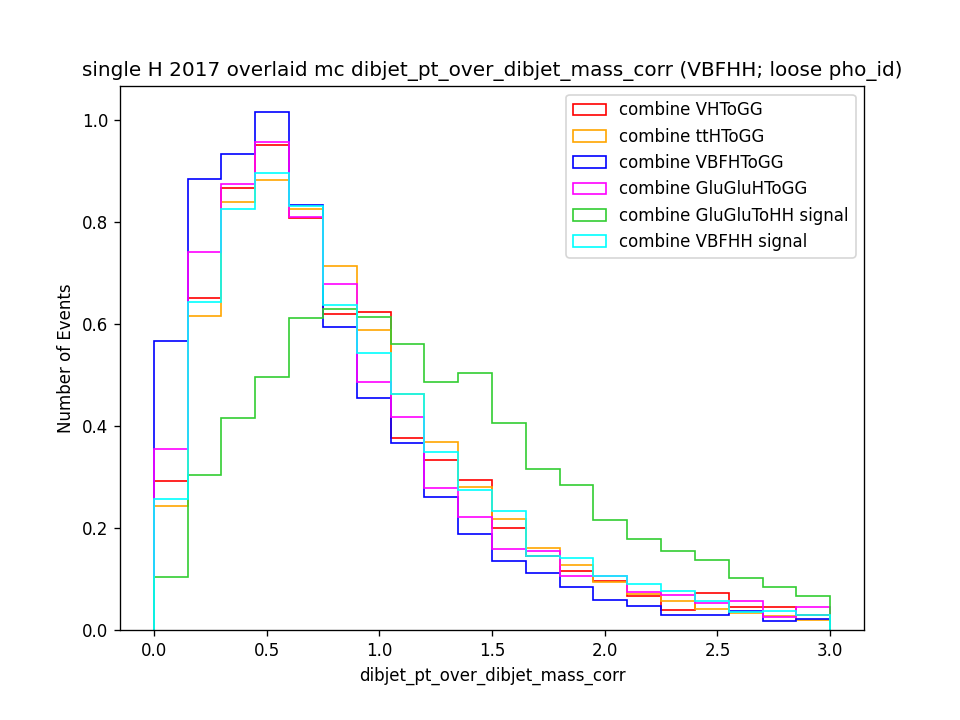 single H 2017 overlaid mc dibjet_pt_over_dibjet_mass_corr (VBFHH; loose pho_id)
combine VHToGG
combine ttHToGG
combine VBFHToGG
combine GluGluHToGG
combine GluGluToHH signal
combine VBFHH signal
Number of Events
1.0
0.8
0.6
0.4
0.2
0.0
0.0 0.5 1.0 1.5 2.0 2.5 3.0
dibjet_pt_over_dibjet_mass_corr